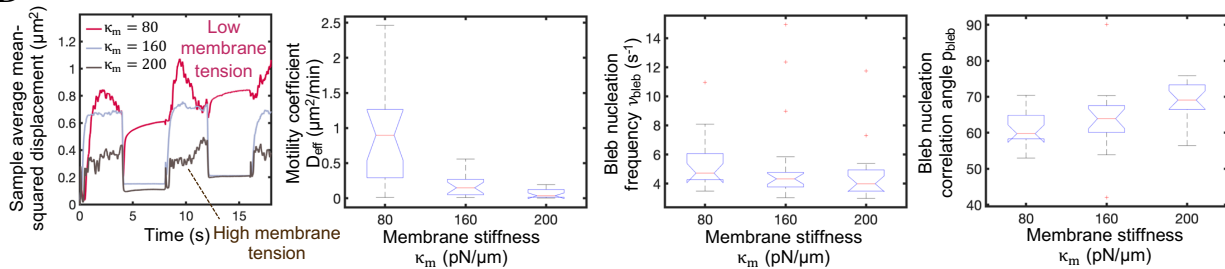 Sample average mean-
squared displacement (μm²)
1.2
1
0.8
0.6
0.4
0.2
0
κm = 80
κm = 160
κm = 200
Low
membrane
tension
0 5 10 15
Time (s)
High membrane
tension
Motility coefficient
Deff (μm²/min)
2.5
2
1.5
1
0.5
0
80 160 200
Membrane stiffness
κm (pN/μm)
Bleb nucleation
frequency νbleb (s⁻¹)
14
12
10
8
6
4
80 160 200
Membrane stiffness
κm (pN/μm)
Bleb nucleation
correlation angle pbleb
90
80
70
60
50
40
80 160 200
Membrane stiffness
κm (pN/μm)